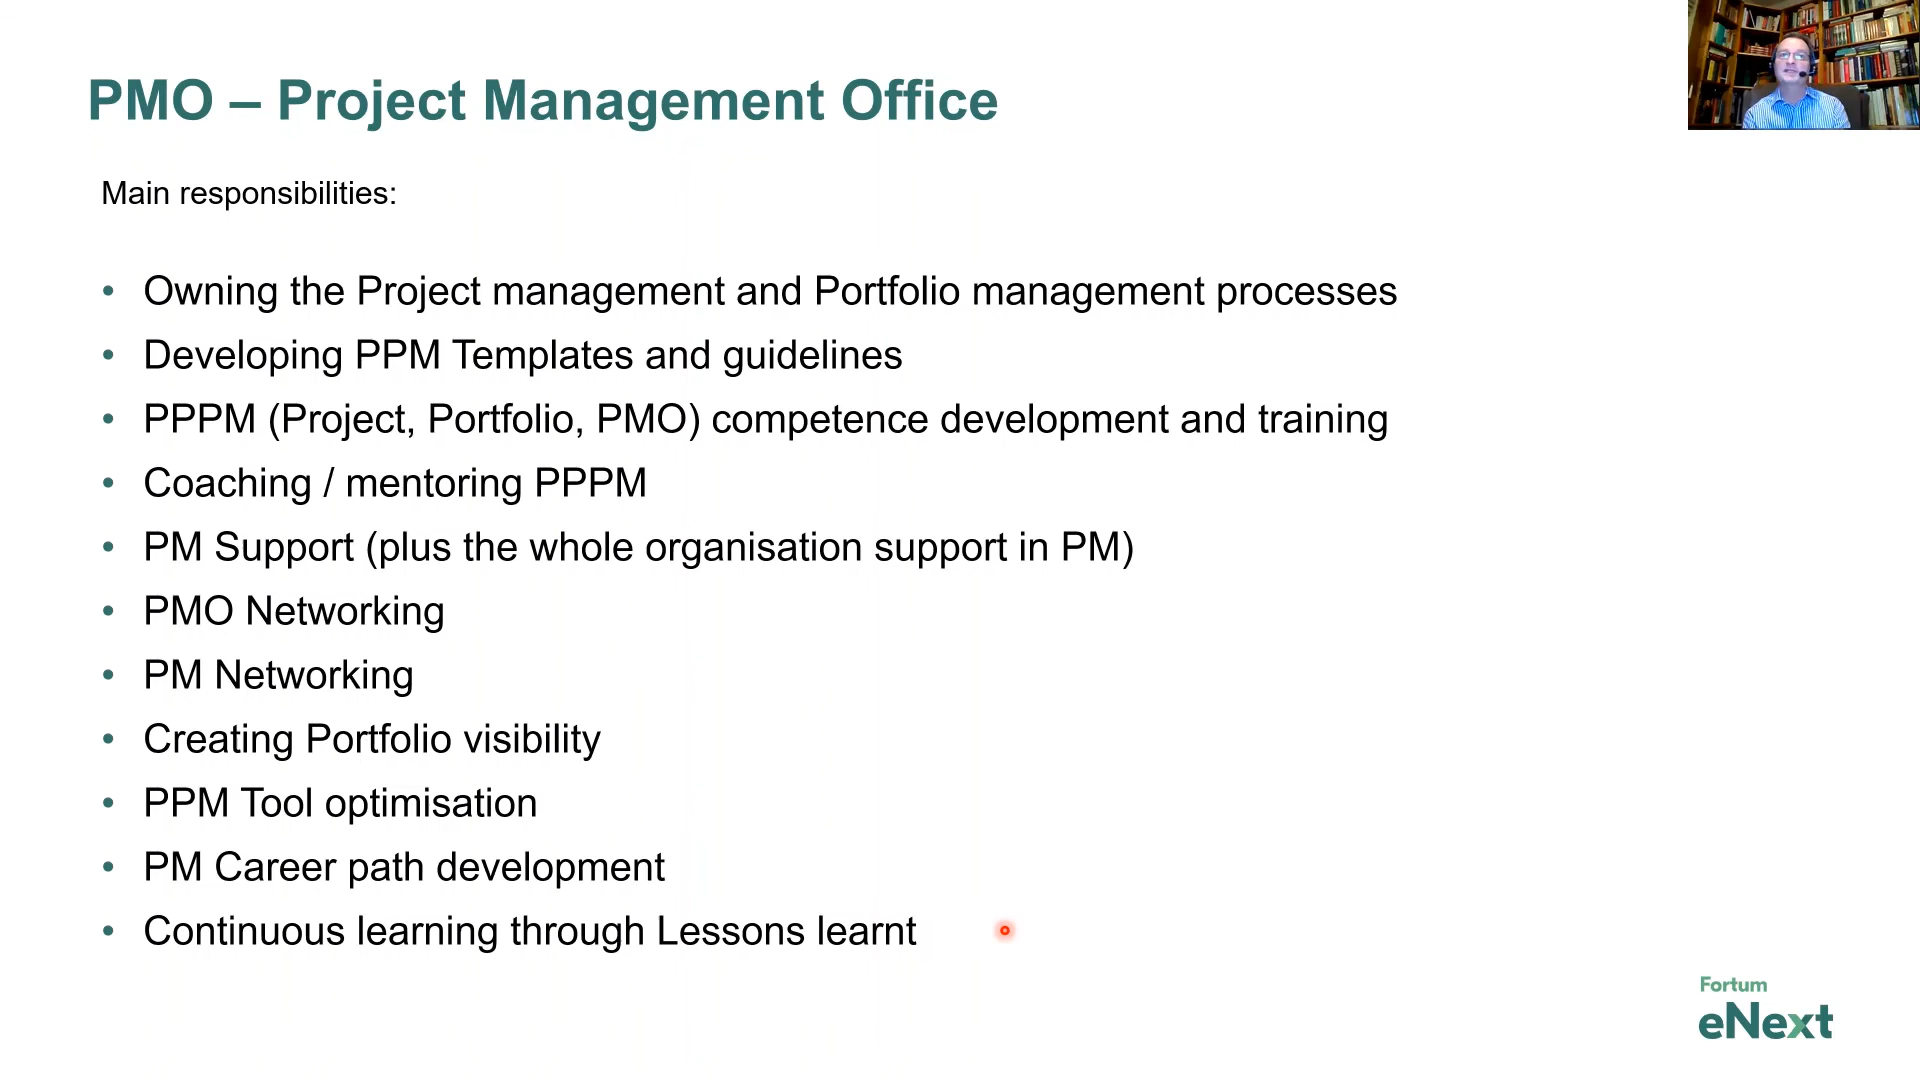 PMO – Project Management Office
Main responsibilities:
• Owning the Project management and Portfolio management processes
• Developing PPM Templates and guidelines
• PPPM (Project, Portfolio, PMO) competence development and training
• Coaching / mentoring PPPM
• PM Support (plus the whole organisation support in PM)
• PMO Networking
• PM Networking
• Creating Portfolio visibility
• PPM Tool optimisation
• PM Career path development
• Continuous learning through Lessons learnt
Fortum
eNext